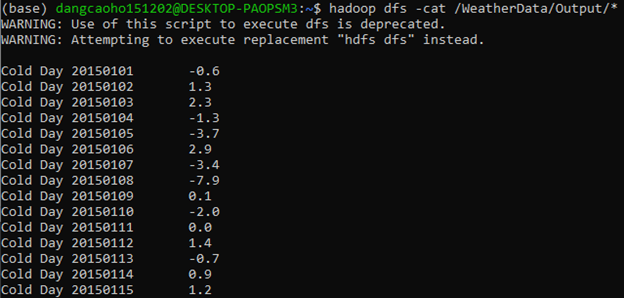 (base) dangcaoho151202@DESKTOP-PAOPSM3:~$ hadoop dfs -cat /WeatherData/Output/*
WARNING: Use of this script to execute dfs is deprecated.
WARNING: Attempting to execute replacement "hdfs dfs" instead.
Cold Day 20150101 -0.6
Cold Day 20150102 1.3
Cold Day 20150103 2.3
Cold Day 20150104 -1.3
Cold Day 20150105 -3.7
Cold Day 20150106 2.9
Cold Day 20150107 -3.4
Cold Day 20150108 -7.9
Cold Day 20150109 0.1
Cold Day 20150110 -2.0
Cold Day 20150111 0.0
Cold Day 20150112 1.4
Cold Day 20150113 -0.7
Cold Day 20150114 0.9
Cold Day 20150115 1.2